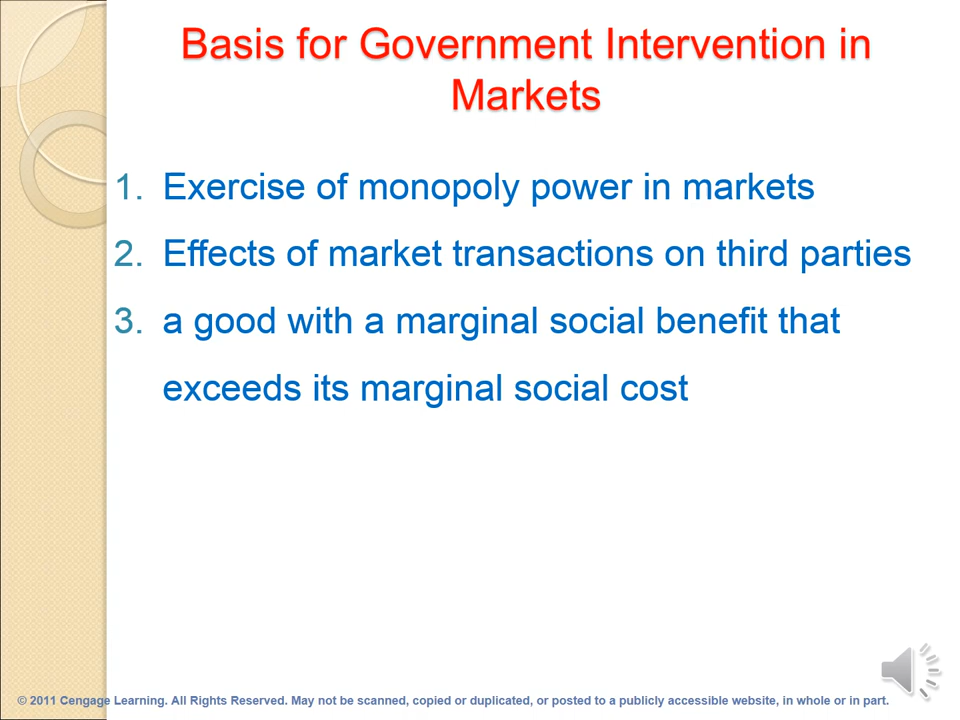 Basis for Government Intervention in
Markets
1. Exercise of monopoly power in markets
2. Effects of market transactions on third parties
3. a good with a marginal social benefit that
exceeds its marginal social cost
© 2011 Cengage Learning. All Rights Reserved. May not be scanned, copied or duplicated, or posted to a publicly accessible website, in whole or in part.